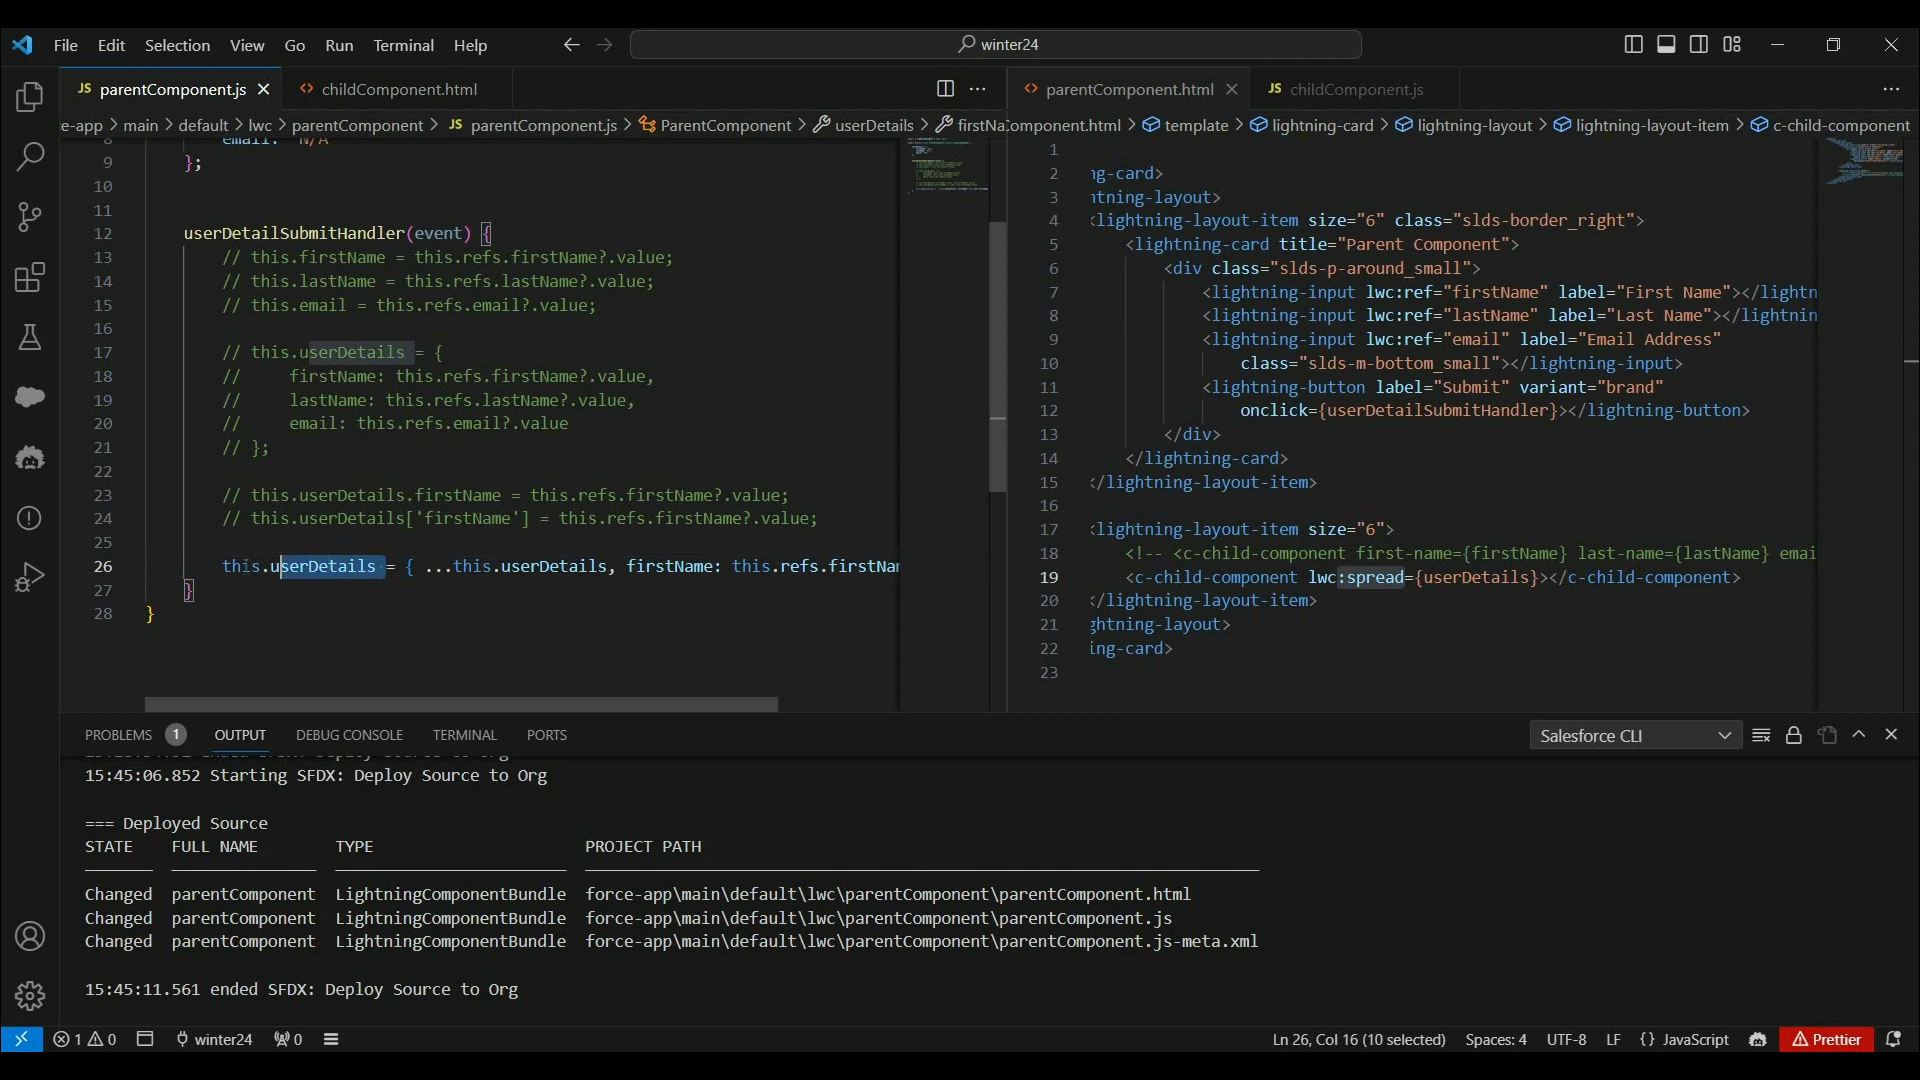 File Edit Selection View Go Run Terminal Help
winter24
JS parentComponent.js
childComponent.html
parentComponent.html
JS childComponent.js
e-app > main > default > lwc > parentComponent > JS parentComponent.js > ParentComponent > userDetails > firstNa
omponent.html > template > lightning-card > lightning-layout > lightning-layout-item > c-child-component
8 email: "N/A"
9 };
10
11
12 userDetailSubmitHandler(event) {
13 // this.firstName = this.refs.firstName?.value;
14 // this.lastName = this.refs.lastName?.value;
15 // this.email = this.refs.email?.value;
16
17 // this.userDetails = {
18 // firstName: this.refs.firstName?.value,
19 // lastName: this.refs.lastName?.value,
20 // email: this.refs.email?.value
21 // };
22
23 // this.userDetails.firstName = this.refs.firstName?.value;
24 // this.userDetails['firstName'] = this.refs.firstName?.value;
25
26 this.userDetails = { ...this.userDetails, firstName: this.refs.firstNa
27 }
28 }
1
2 ng-card>
3 htning-layout>
4 <lightning-layout-item size="6" class="slds-border_right">
5 <lightning-card title="Parent Component">
6 <div class="slds-p-around_small">
7 <lightning-input lwc:ref="firstName" label="First Name"></lightn
8 <lightning-input lwc:ref="lastName" label="Last Name"></lightnin
9 <lightning-input lwc:ref="email" label="Email Address"
10 class="slds-m-bottom_small"></lightning-input>
11 <lightning-button label="Submit" variant="brand"
12 onclick={userDetailSubmitHandler}></lightning-button>
13 </div>
14 </lightning-card>
15 </lightning-layout-item>
16
17 <lightning-layout-item size="6">
18 <!-- <c-child-component first-name={firstName} last-name={lastName} emai
19 <c-child-component lwc:spread={userDetails}></c-child-component>
20 </lightning-layout-item>
21 ghtning-layout>
22 ing-card>
23
PROBLEMS 1 OUTPUT DEBUG CONSOLE TERMINAL PORTS
Salesforce CLI
15:45:06.852 Starting SFDX: Deploy Source to Org
=== Deployed Source
STATE FULL NAME TYPE PROJECT PATH
Changed parentComponent LightningComponentBundle force-app\main\default\lwc\parentComponent\parentComponent.html
Changed parentComponent LightningComponentBundle force-app\main\default\lwc\parentComponent\parentComponent.js
Changed parentComponent LightningComponentBundle force-app\main\default\lwc\parentComponent\parentComponent.js-meta.xml
15:45:11.561 ended SFDX: Deploy Source to Org
1 0 winter24 0
Ln 26, Col 16 (10 selected) Spaces: 4 UTF-8 LF {} JavaScript Prettier